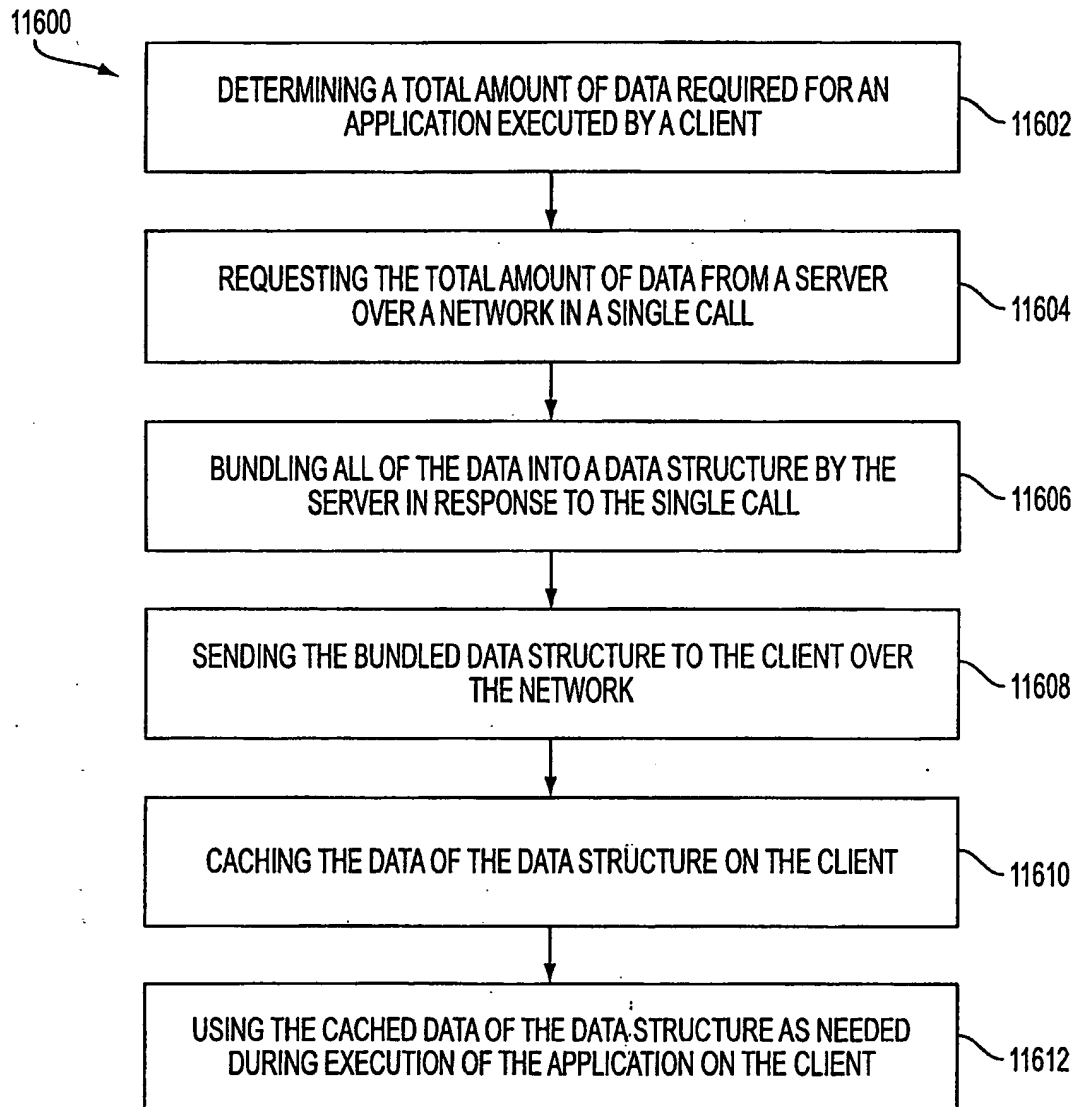 11600
DETERMINING A TOTAL AMOUNT OF DATA REQUIRED FOR AN
APPLICATION EXECUTED BY A CLIENT
11602
REQUESTING THE TOTAL AMOUNT OF DATA FROM A SERVER
OVER A NETWORK IN A SINGLE CALL
11604
BUNDLING ALL OF THE DATA INTO A DATA STRUCTURE BY THE
SERVER IN RESPONSE TO THE SINGLE CALL
11606
SENDING THE BUNDLED DATA STRUCTURE TO THE CLIENT OVER
THE NETWORK
11608
CACHING THE DATA OF THE DATA STRUCTURE ON THE CLIENT
11610
USING THE CACHED DATA OF THE DATA STRUCTURE AS NEEDED
DURING EXECUTION OF THE APPLICATION ON THE CLIENT
11612